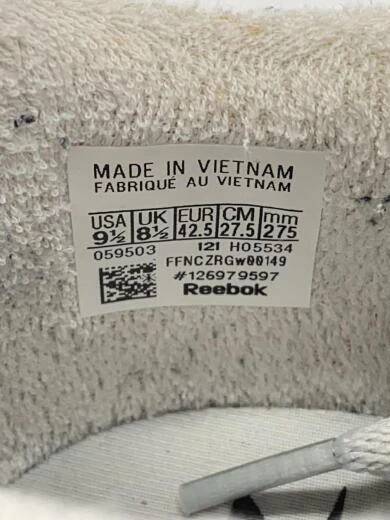 MADE IN VIETNAM
FABRIQUÉ AU VIETNAM
USA UK EUR CM mm
9½ 8½ 42.5 27.5 275
059503 121 H05534
FFNCZRGW00149
#126979597
Reebok